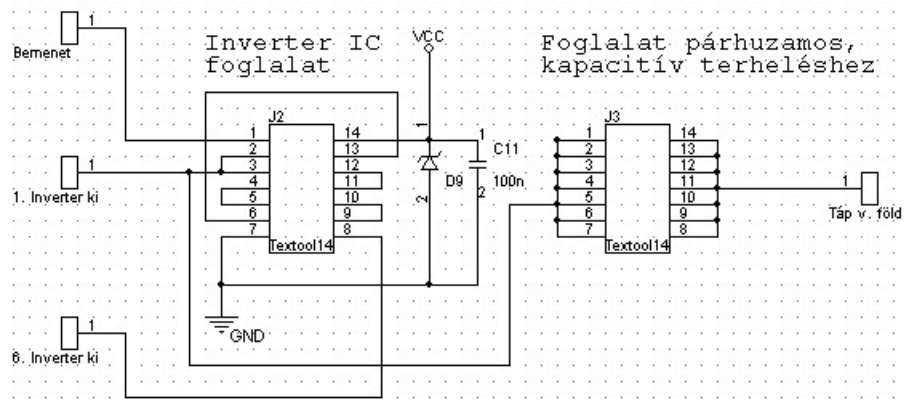 1
Bemenet
Inverter IC
foglalat
VCC
Foglalat párhuzamos,
kapacitív terheléshez
J2
1 14
2 13
3 12
4 11
5 10
6 9
7 8
Textool14
1
1. Inverter ki
1
2
D9
1
C11
100n
2
J3
1 14
2 13
3 12
4 11
5 10
6 9
7 8
Textool14
1
Táp v. föld
GND
1
6. Inverter ki